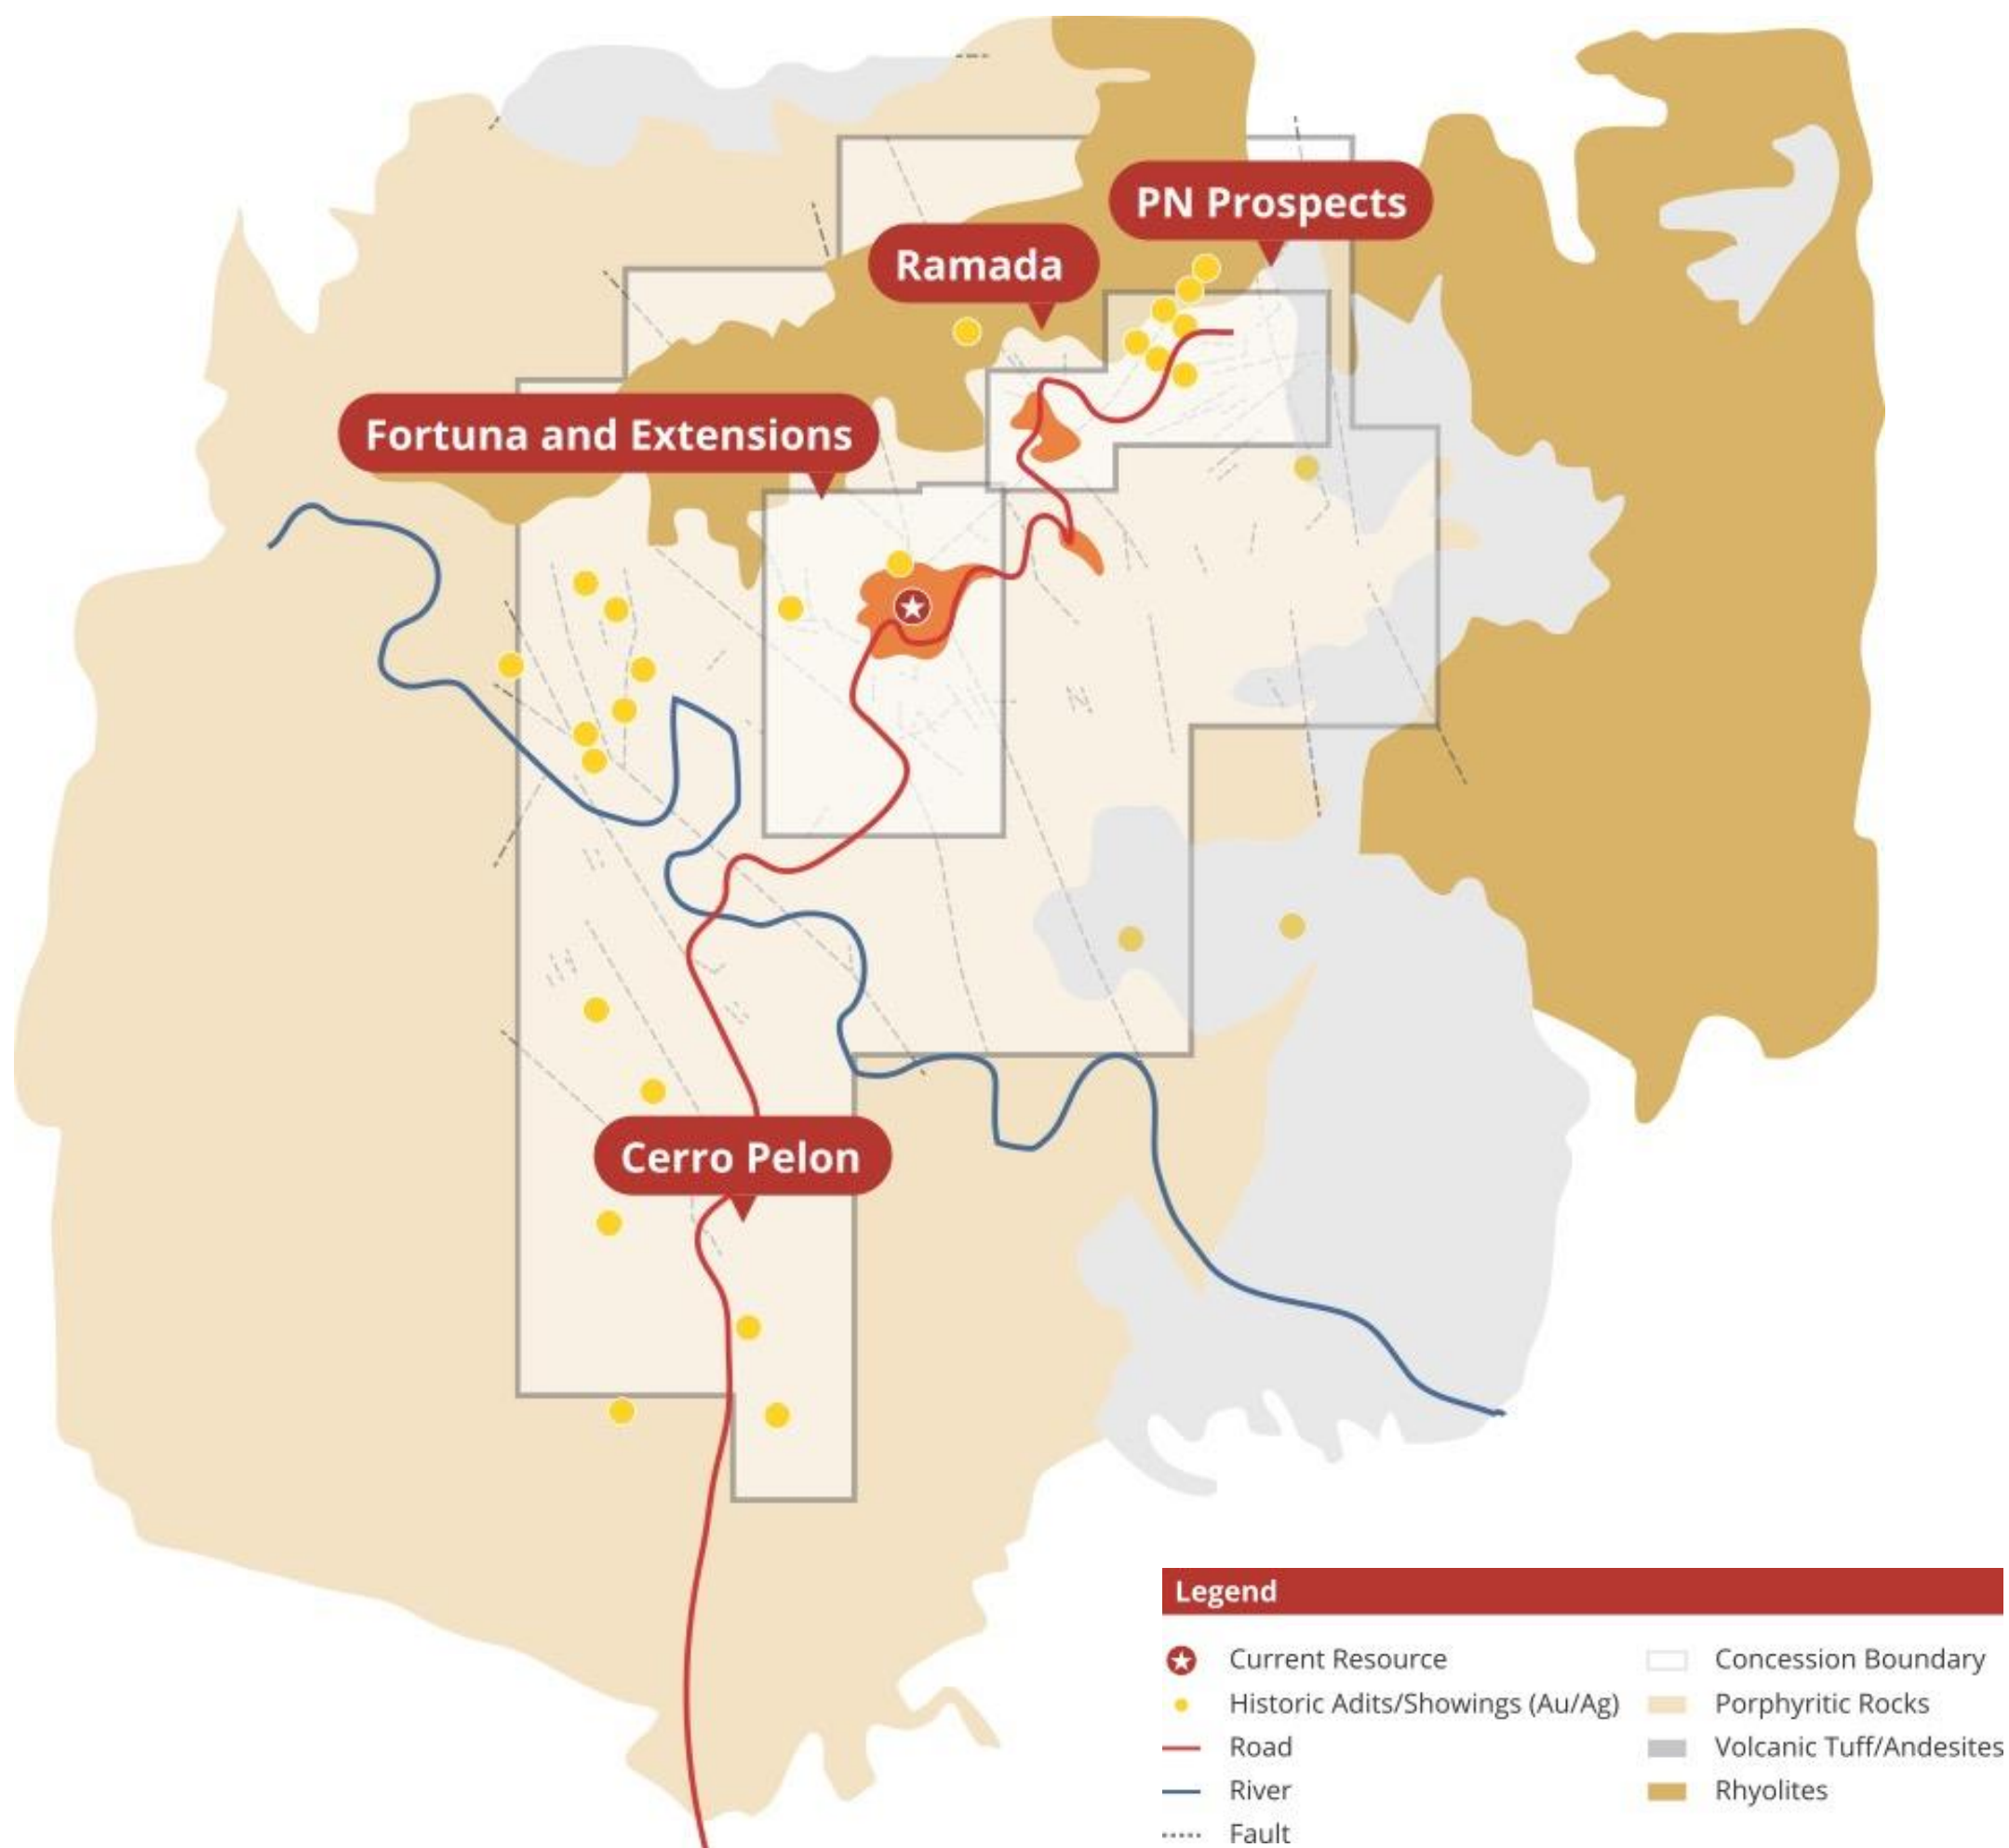 PN Prospects
Ramada
Fortuna and Extensions
Cerro Pelon
Legend
Current Resource
Historic Adits/Showings (Au/Ag)
Road
River
Fault
Concession Boundary
Porphyritic Rocks
Volcanic Tuff/Andesites
Rhyolites